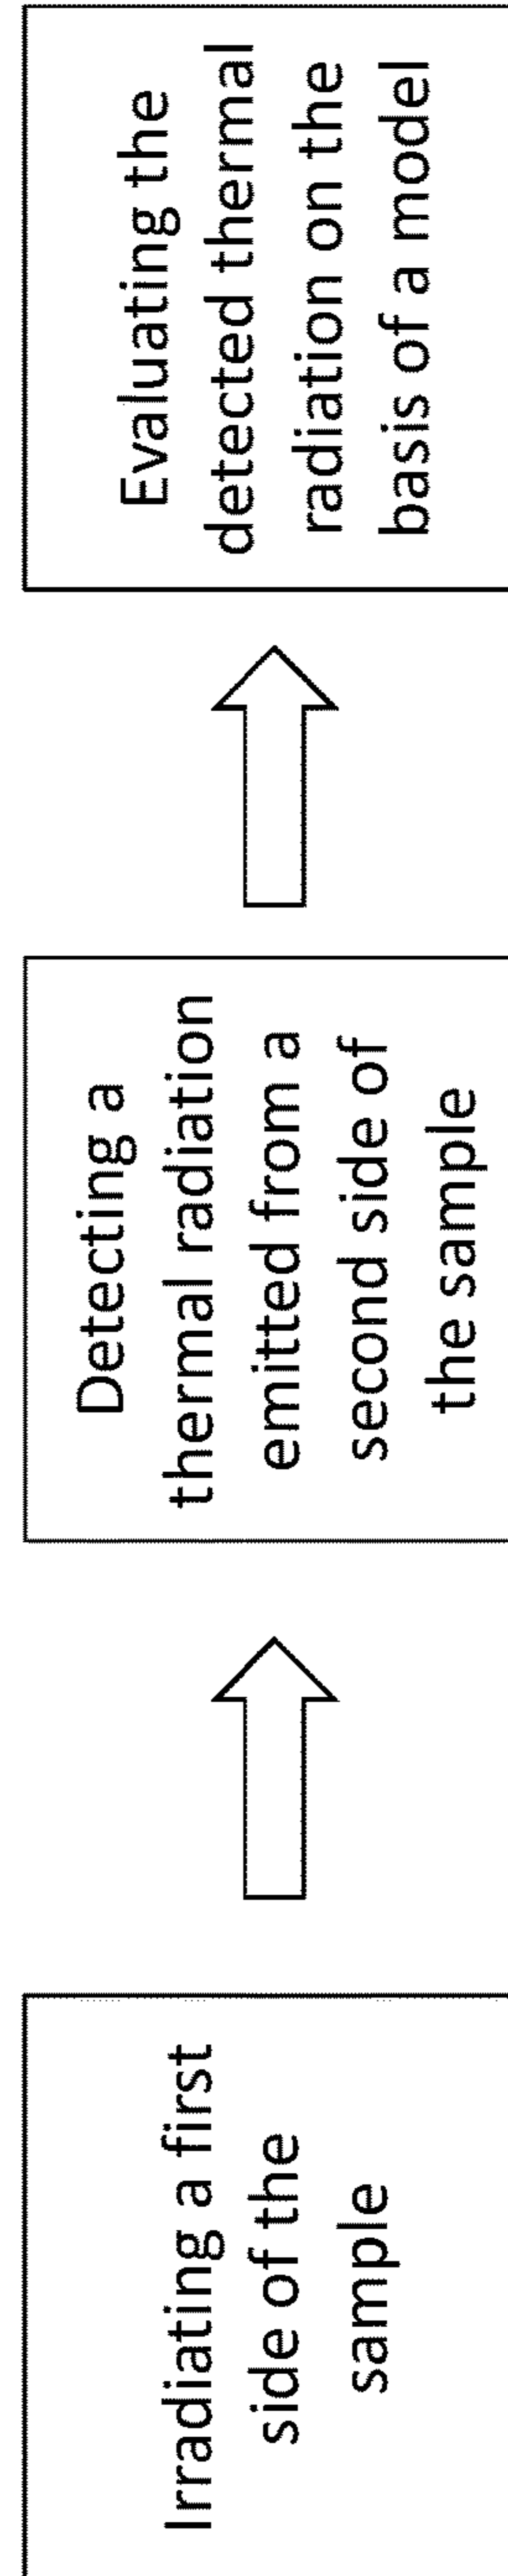 Irradiating a first
side of the
sample
Detecting a
thermal radiation
emitted from a
second side of
the sample
Evaluating the
detected thermal
radiation on the
basis of a model